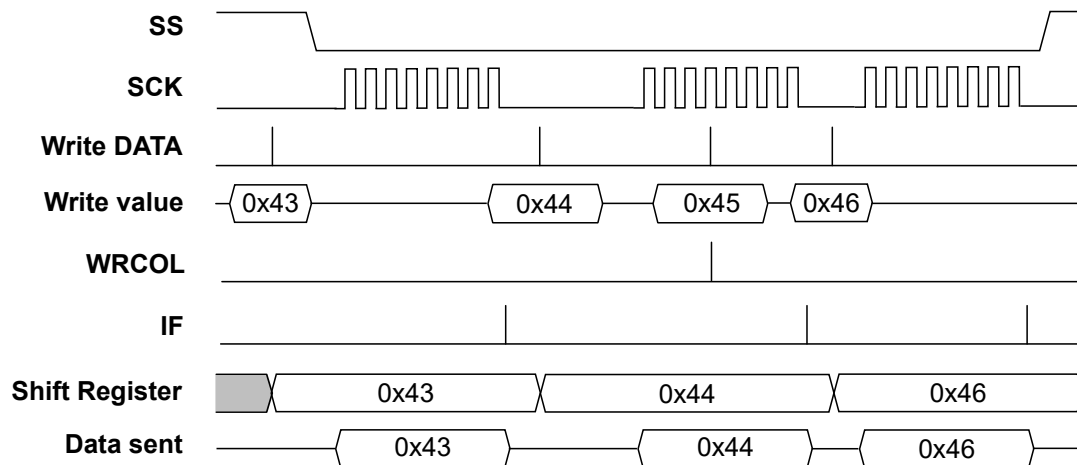 SS
SCK
Write DATA
Write value 0x43 0x44 0x45 0x46
WRCOL
IF
Shift Register 0x43 0x44 0x46
Data sent 0x43 0x44 0x46